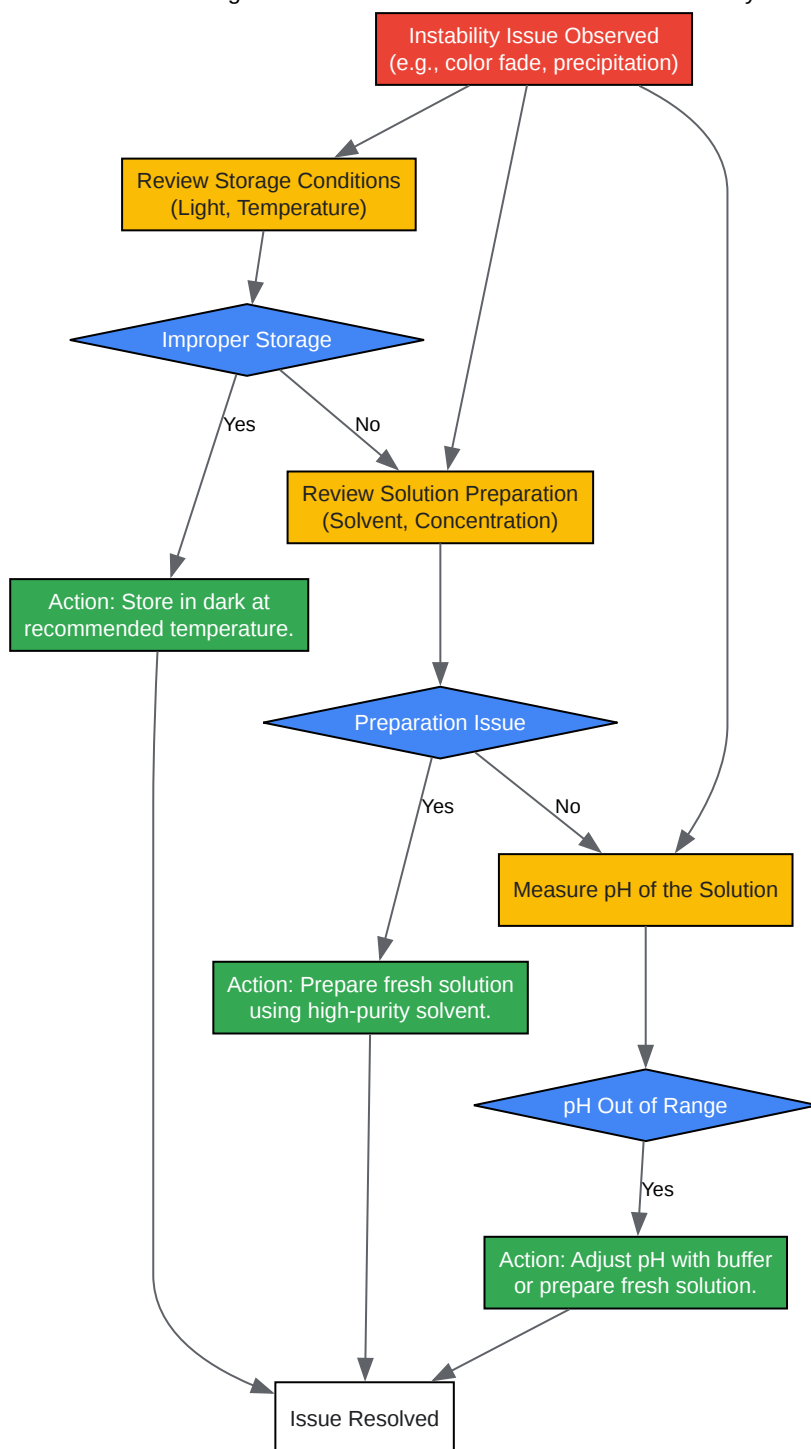 Instability Issue Observed
(e.g., color fade, precipitation)
Review Storage Conditions
(Light, Temperature)
Improper Storage
Yes
No
Review Solution Preparation
(Solvent, Concentration)
Action: Store in dark at
recommended temperature.
Preparation Issue
Yes
No
Measure pH of the Solution
Action: Prepare fresh solution
using high-purity solvent.
pH Out of Range
Yes
Action: Adjust pH with buffer
or prepare fresh solution.
Issue Resolved